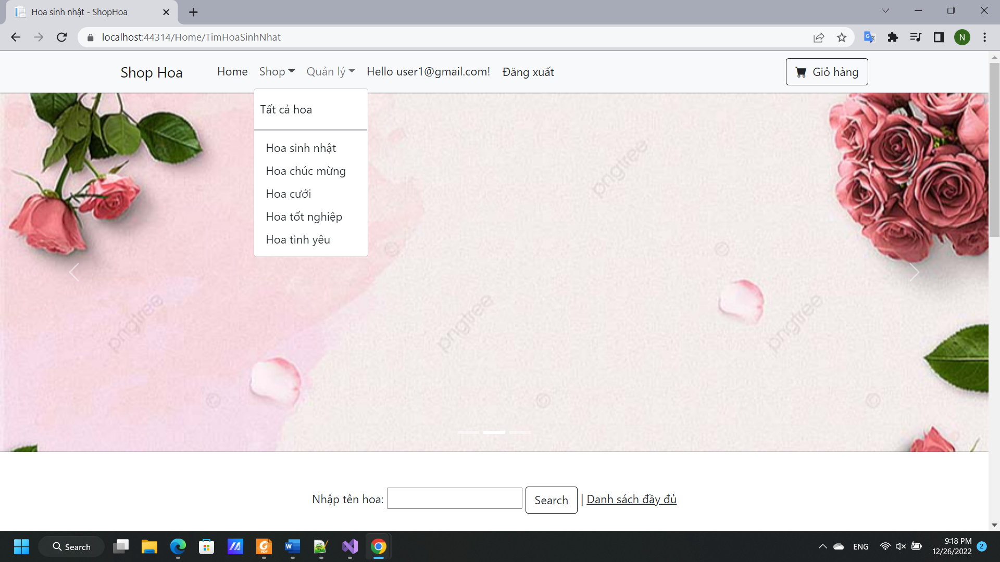 Hoa sinh nhật - ShopHoa
localhost:44314/Home/TimHoaSinhNhat
N
Shop Hoa Home Shop Quản lý Hello user1@gmail.com! Đăng xuất Giỏ hàng
Tất cả hoa
Hoa sinh nhật
Hoa chúc mừng
Hoa cưới
Hoa tốt nghiệp
Hoa tình yêu
pngtree
pngtree
pngtree
pngtree
Nhập tên hoa: Search | Danh sách đầy đủ
Search
ENG
9:18 PM
12/26/2022
2